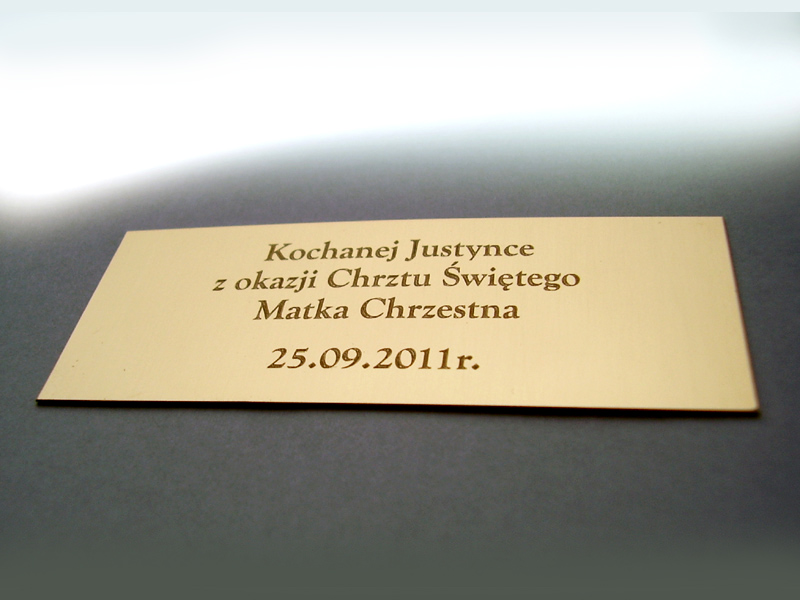 Kochanej Justynce
z okazji Chrztu Świętego
Matka Chrzestna
25.09.2011r.